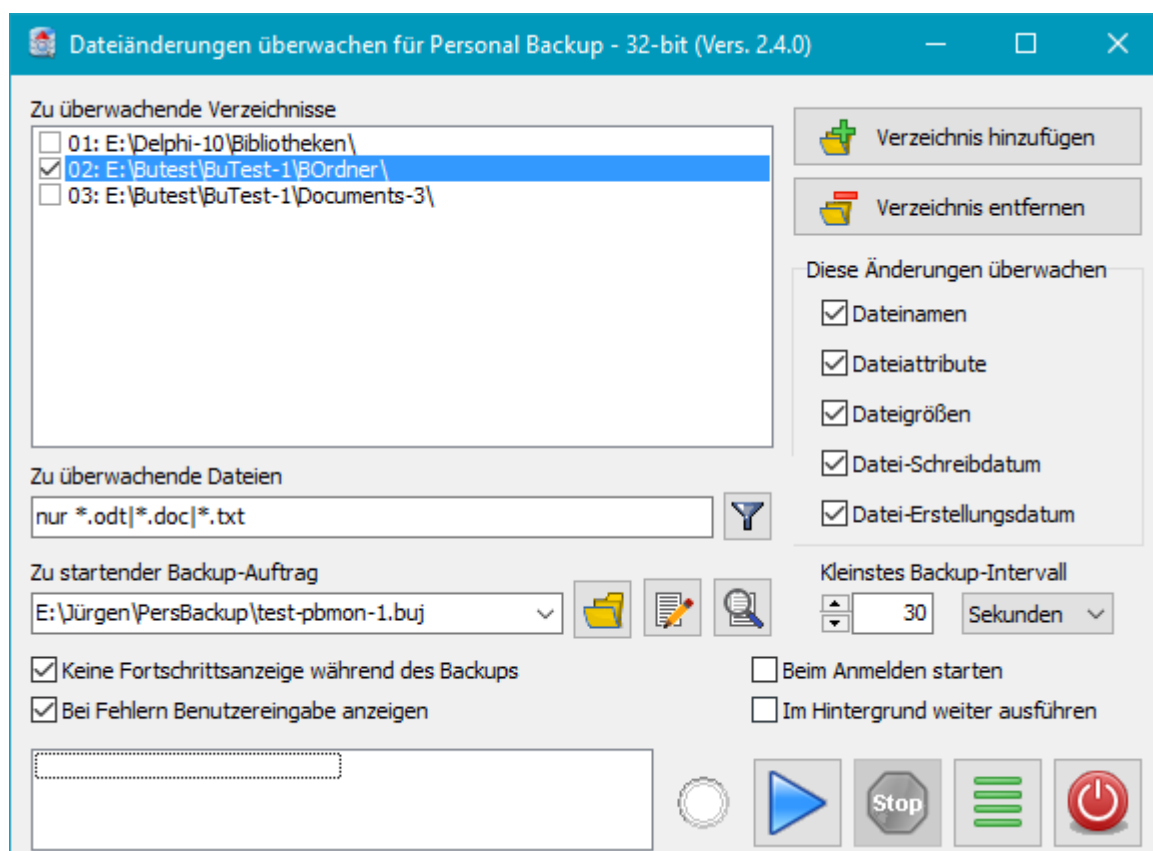 Dateiänderungen überwachen für Personal Backup - 32-bit (Vers. 2.4.0)
Zu überwachende Verzeichnisse
01: E:\Delphi-10\Bibliotheken\
02: E:\Butest\BuTest-1\BOrdner\
03: E:\Butest\BuTest-1\Documents-3\
Verzeichnis hinzufügen
Verzeichnis entfernen
Diese Änderungen überwachen
Dateinamen
Dateiattribute
Dateigrößen
Datei-Schreibdatum
Datei-Erstellungsdatum
Zu überwachende Dateien
nur *.odt|*.doc|*.txt
Zu startender Backup-Auftrag
E:\Jürgen\PersBackup\test-pbmon-1.buj
Kleinstes Backup-Intervall
30 Sekunden
Keine Fortschrittsanzeige während des Backups
Bei Fehlern Benutzereingabe anzeigen
Beim Anmelden starten
Im Hintergrund weiter ausführen
Stop